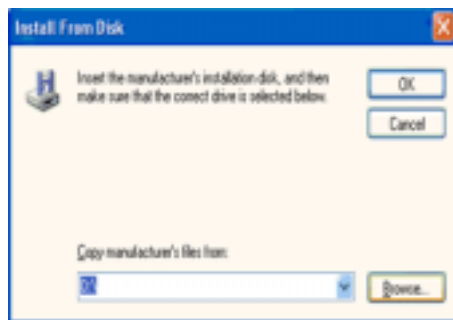 Install From Disk
Insert the manufacturer's installation disk, and then
make sure that the correct drive is selected below.
OK
Cancel
Copy manufacturer's files from:
D:\
Browse...